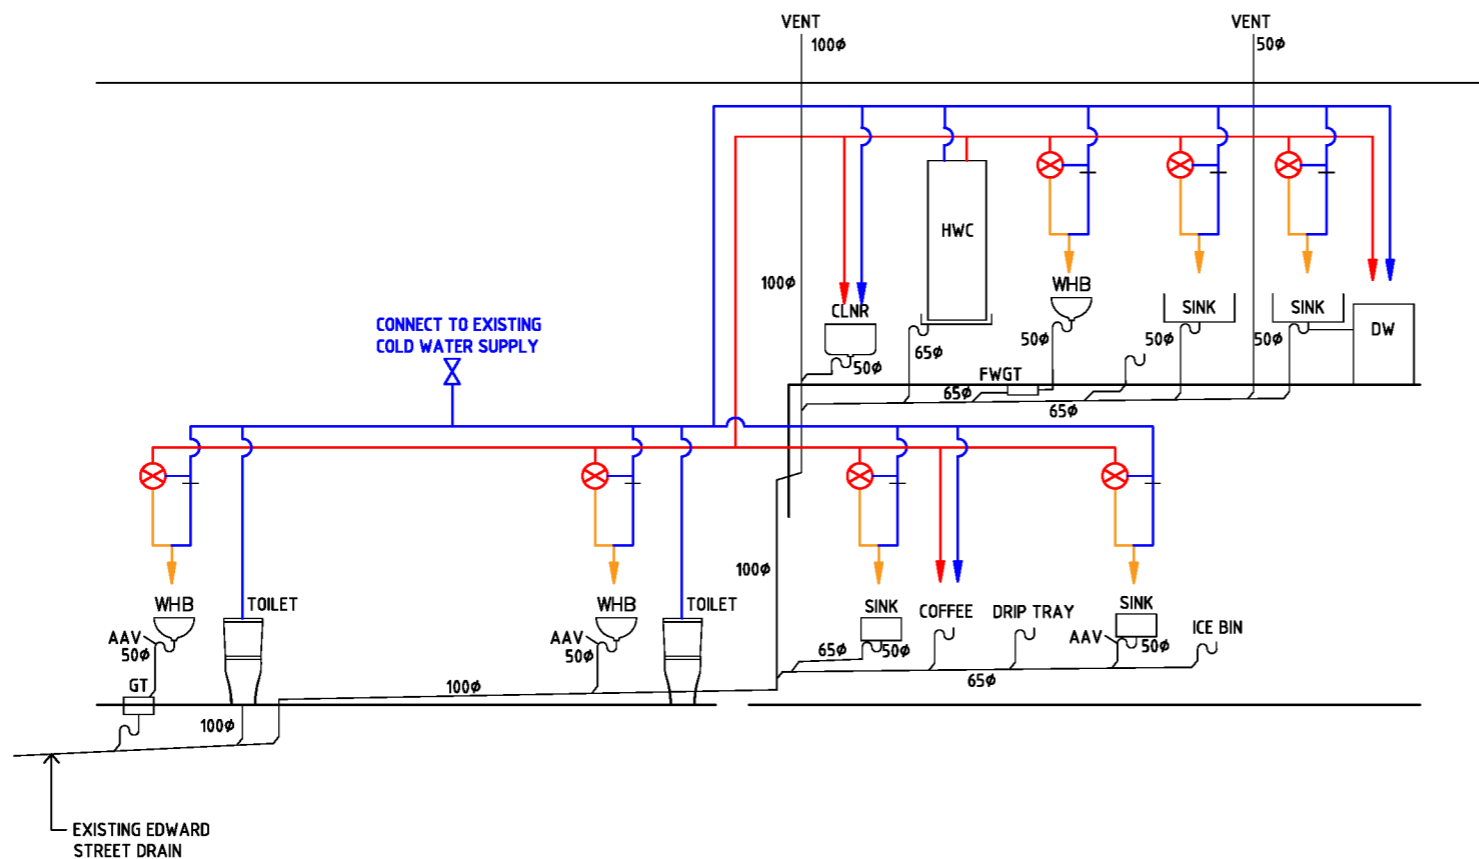 VENT
100ø
VENT
50ø
HWC
100ø
CLNR
50ø
65ø
WHB
50ø
SINK
50ø
SINK
50ø
DW
FWGT
65ø
65ø
CONNECT TO EXISTING
COLD WATER SUPPLY
WHB
TOILET
AAV
50ø
GT
100ø
WHB
TOILET
AAV
50ø
100ø
100ø
SINK
65ø
50ø
COFFEE
DRIP TRAY
SINK
AAV
50ø
ICE BIN
65ø
EXISTING EDWARD
STREET DRAIN